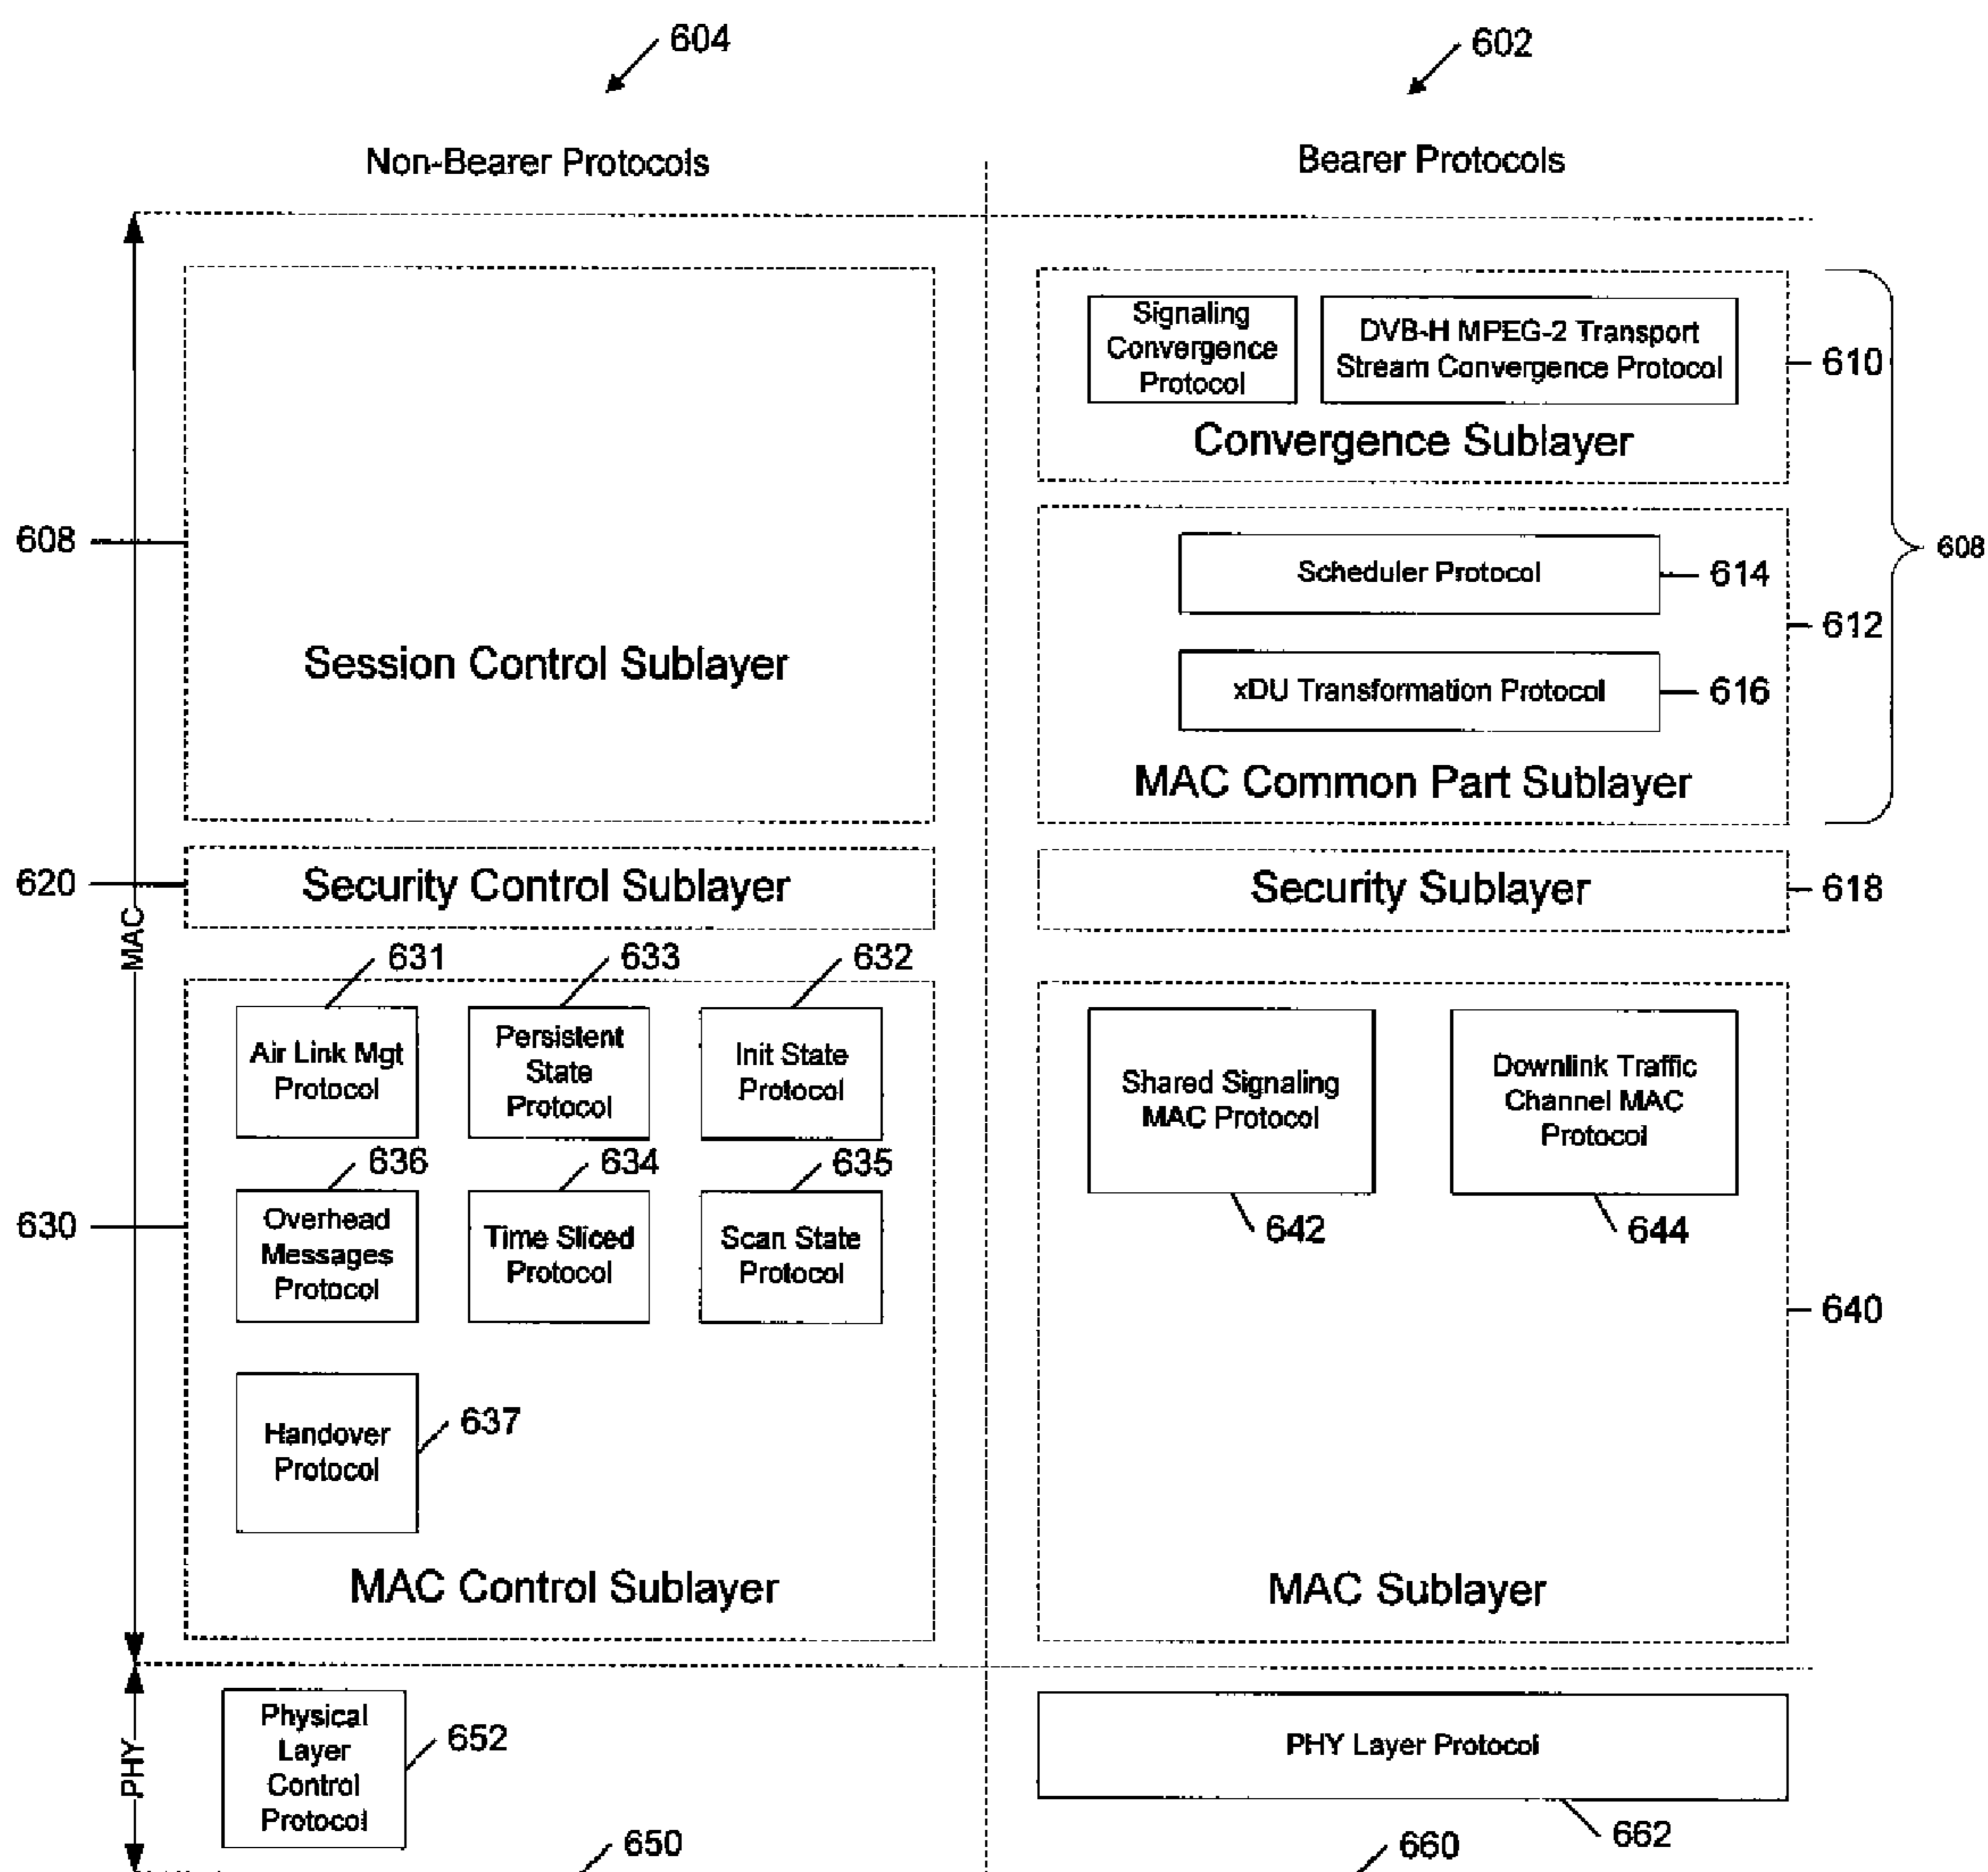 604
602
Non-Bearer Protocols
Bearer Protocols
Signaling
Convergence
Protocol
DVB-H MPEG-2 Transport
Stream Convergence Protocol
610
Convergence Sublayer
608
Session Control Sublayer
Scheduler Protocol
614
612
608
xDU Transformation Protocol
616
MAC Common Part Sublayer
620
Security Control Sublayer
Security Sublayer
618
MAC
631
633
632
Air Link Mgt
Protocol
Persistent
State
Protocol
Init State
Protocol
Shared Signaling
MAC Protocol
Downlink Traffic
Channel MAC
Protocol
636
634
635
630
Overhead
Messages
Protocol
Time Sliced
Protocol
Scan State
Protocol
642
644
640
Handover
Protocol
637
MAC Control Sublayer
MAC Sublayer
PHY
Physical
Layer
Control
Protocol
652
PHY Layer Protocol
662
650
660